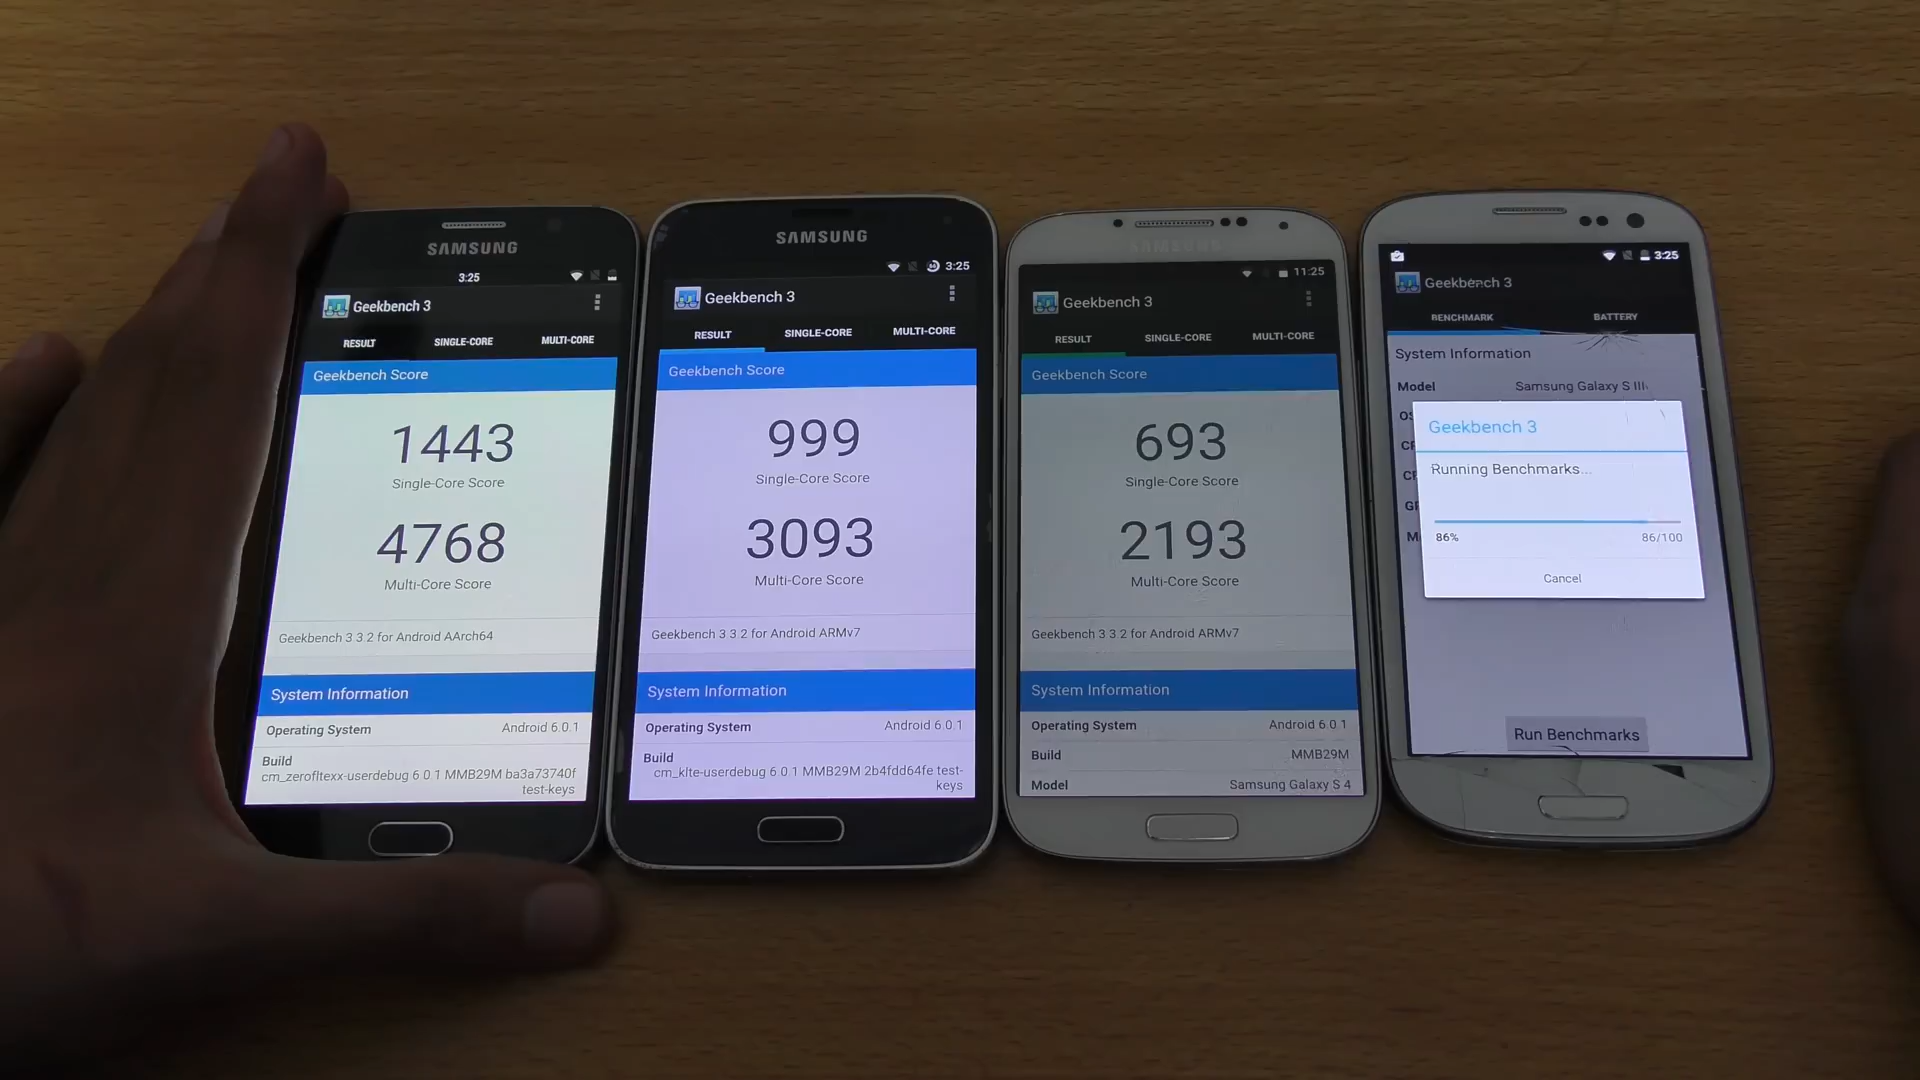 SAMSUNG
3:25
Geekbench 3
RESULT
SINGLE-CORE
MULTI-CORE
Geekbench Score
1443
Single-Core Score
4768
Multi-Core Score
Geekbench 3 3 2 for Android AArch64
System Information
Operating System Android 6.0.1
Build
cm_zerofltexx-userdebug 6 0 1 MMB29M ba3a73740f
test-keys
SAMSUNG
3:25
Geekbench 3
RESULT
SINGLE-CORE
MULTI-CORE
Geekbench Score
999
Single-Core Score
3093
Multi-Core Score
Geekbench 3 3 2 for Android ARMv7
System Information
Operating System Android 6.0.1
Build
cm_klte-userdebug 6 0 1 MMB29M 2b4fdd64fe test-
keys
SAMSUNG
11:25
Geekbench 3
RESULT
SINGLE-CORE
MULTI-CORE
Geekbench Score
693
Single-Core Score
2193
Multi-Core Score
Geekbench 3 3 2 for Android ARMv7
System Information
Operating System Android 6.0 1
Build MMB29M
Model Samsung Galaxy S 4
3:25
Geekbench 3
BENCHMARK
BATTERY
System Information
Model Samsung Galaxy S III
Geekbench 3
Running Benchmarks...
86% 86/100
Cancel
Run Benchmarks